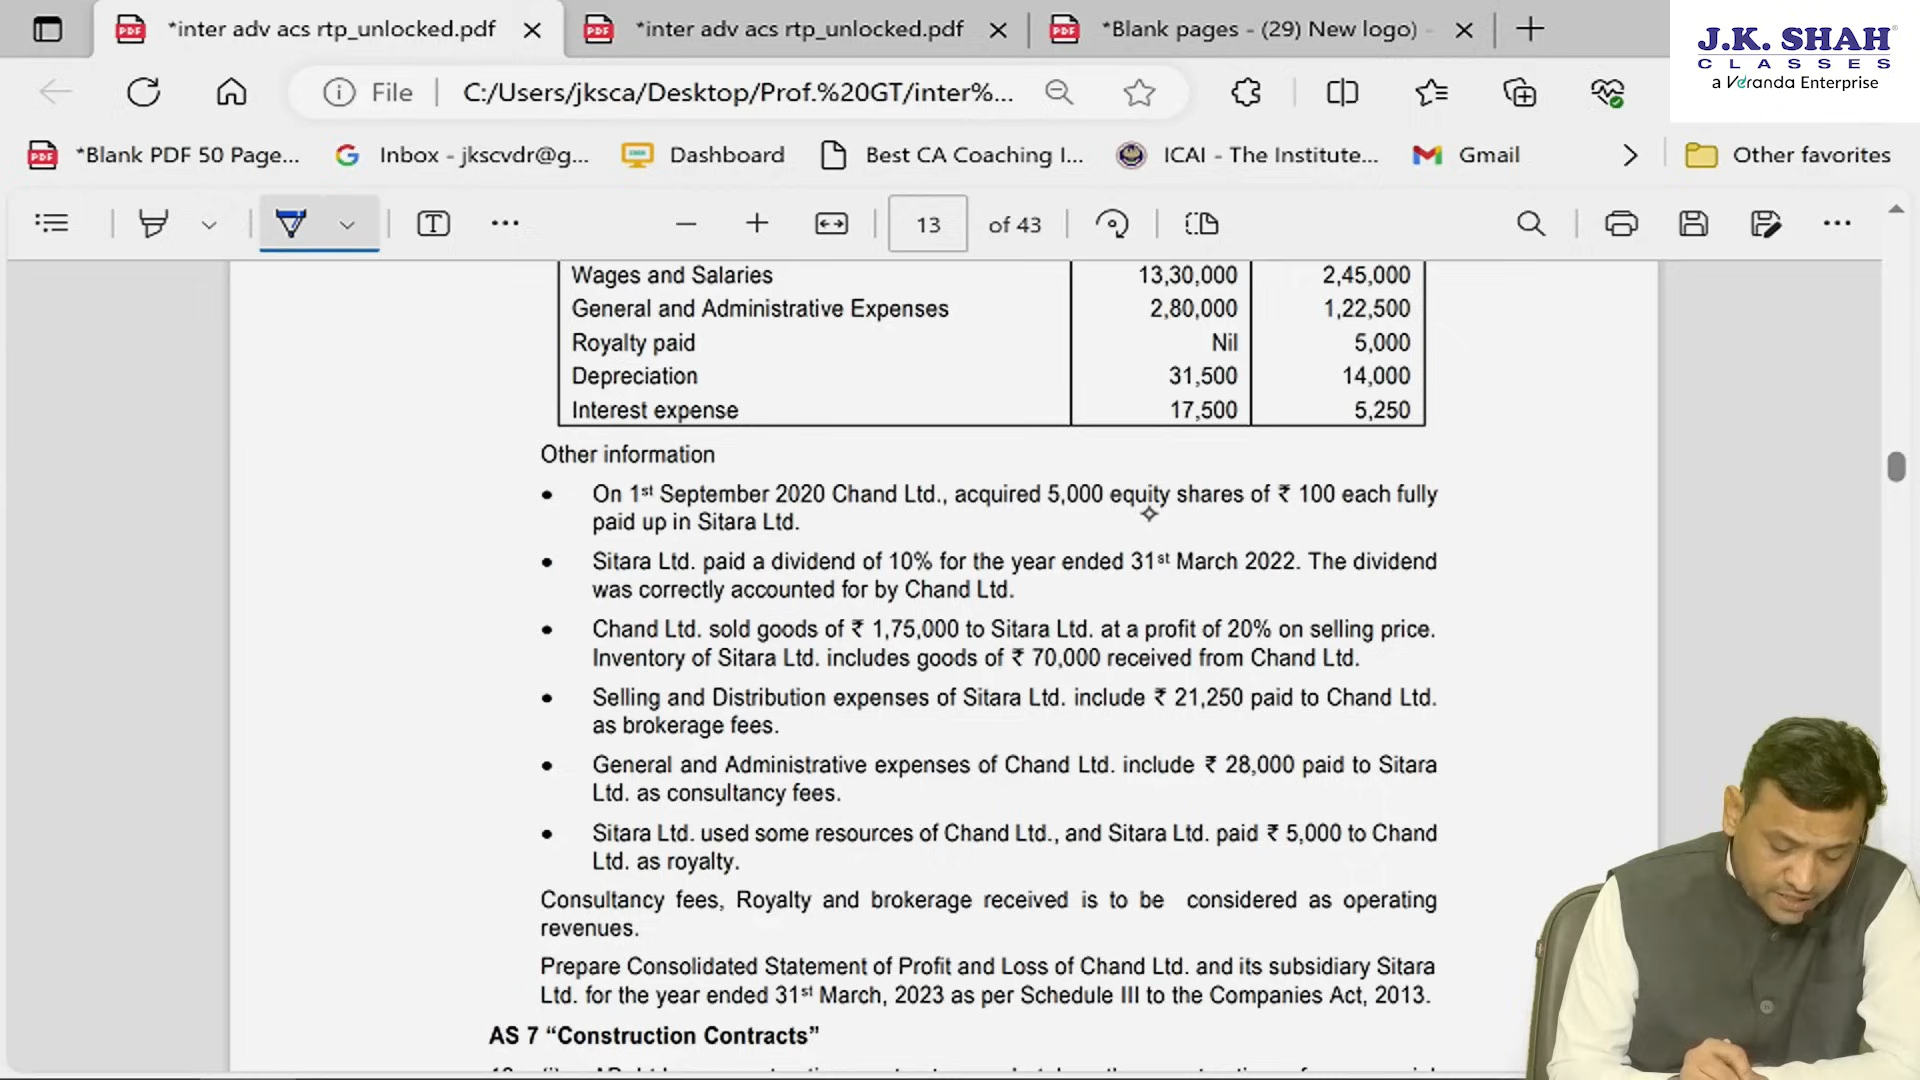 *inter adv acs rtp_unlocked.pdf
*inter adv acs rtp_unlocked.pdf
*Blank pages - (29) New logo) -
J.K. SHAH
CLASSES
a Veranda Enterprise
File
C:/Users/jksca/Desktop/Prof.%20GT/inter%...
*Blank PDF 50 Page...
Inbox - jkscvdr@g...
Dashboard
Best CA Coaching I...
ICAI - The Institute...
Gmail
Other favorites
13 of 43
Wages and Salaries 13,30,000 2,45,000
General and Administrative Expenses 2,80,000 1,22,500
Royalty paid Nil 5,000
Depreciation 31,500 14,000
Interest expense 17,500 5,250
Other information
• On 1st September 2020 Chand Ltd., acquired 5,000 equity shares of ₹ 100 each fully
paid up in Sitara Ltd.
• Sitara Ltd. paid a dividend of 10% for the year ended 31st March 2022. The dividend
was correctly accounted for by Chand Ltd.
• Chand Ltd. sold goods of ₹ 1,75,000 to Sitara Ltd. at a profit of 20% on selling price.
Inventory of Sitara Ltd. includes goods of ₹ 70,000 received from Chand Ltd.
• Selling and Distribution expenses of Sitara Ltd. include ₹ 21,250 paid to Chand Ltd.
as brokerage fees.
• General and Administrative expenses of Chand Ltd. include ₹ 28,000 paid to Sitara
Ltd. as consultancy fees.
• Sitara Ltd. used some resources of Chand Ltd., and Sitara Ltd. paid ₹ 5,000 to Chand
Ltd. as royalty.
Consultancy fees, Royalty and brokerage received is to be considered as operating
revenues.
Prepare Consolidated Statement of Profit and Loss of Chand Ltd. and its subsidiary Sitara
Ltd. for the year ended 31st March, 2023 as per Schedule III to the Companies Act, 2013.
AS 7 “Construction Contracts”